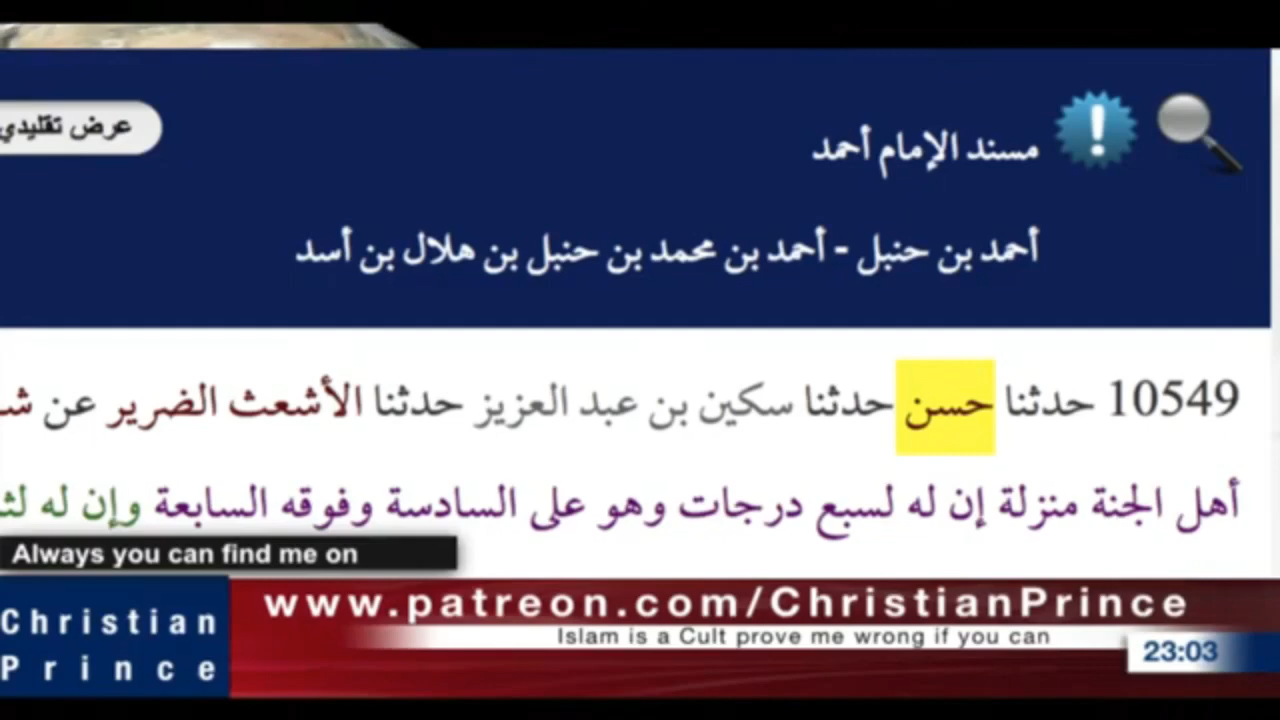 عرض تقليدي
مسند الإمام أحمد
أحمد بن حنبل - أحمد بن محمد بن حنبل بن هلال بن أسد
10549 حدثنا حسن حدثنا سكين بن عبد العزيز حدثنا الأشعث الضرير عن
أهل الجنة منزلة إن له لسبع درجات وهو على السادسة وفوقه السابعة وإن له
Always you can find me on
www.patreon.com/ChristianPrince
Christian
Prince
Islam is a Cult prove me wrong if you can
23:03